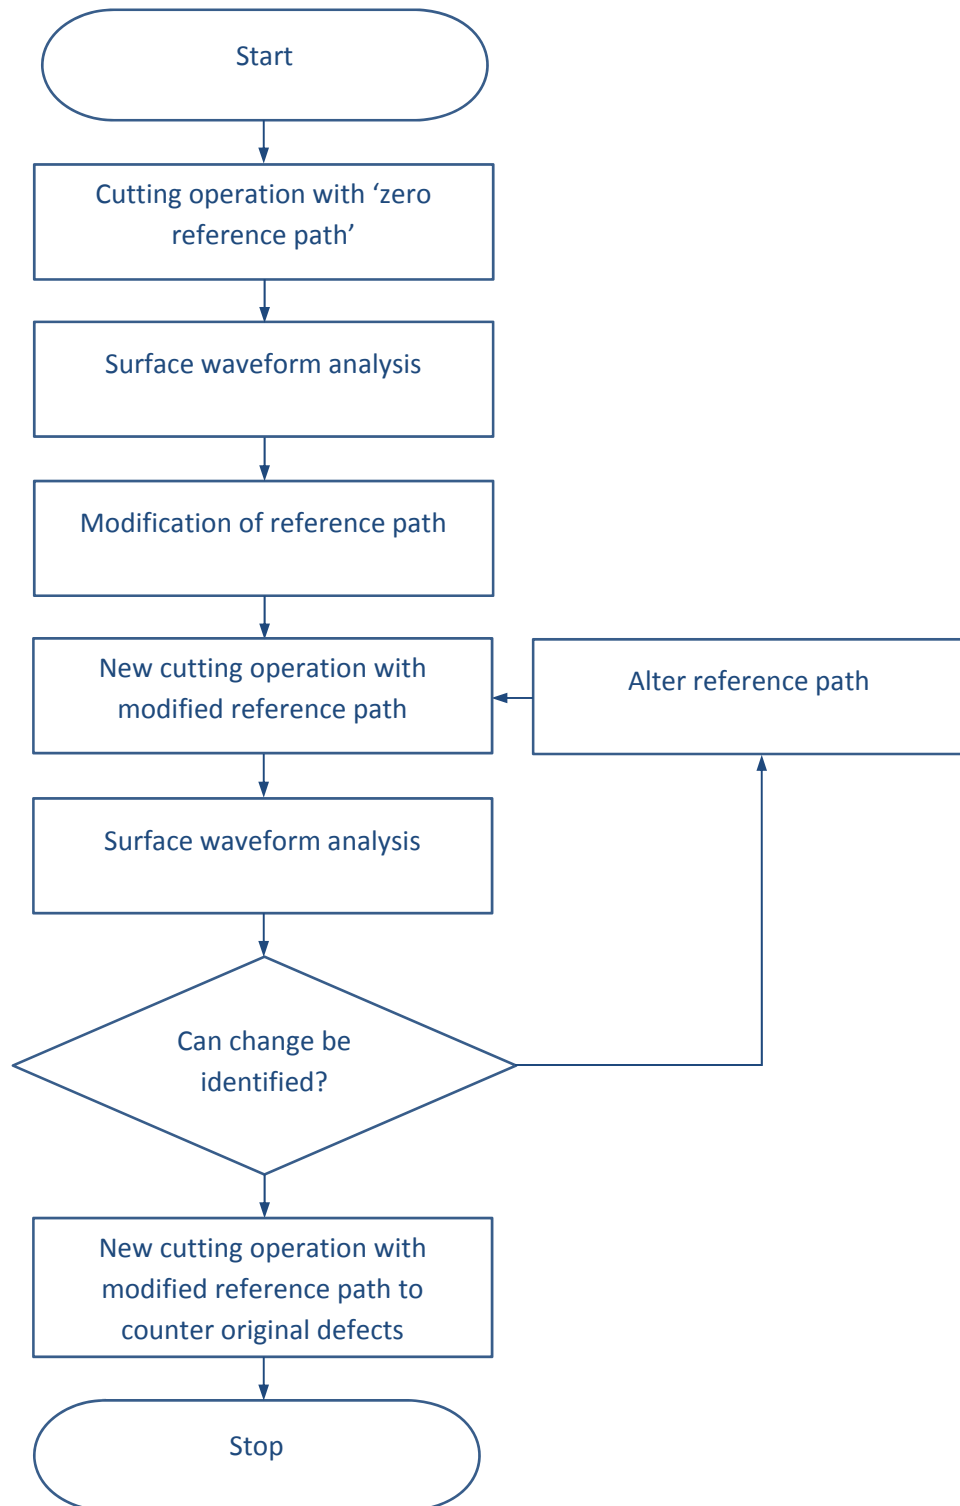 Start
Cutting operation with ‘zero
reference path’
Surface waveform analysis
Modification of reference path
New cutting operation with
modified reference path
Alter reference path
Surface waveform analysis
Can change be
identified?
New cutting operation with
modified reference path to
counter original defects
Stop